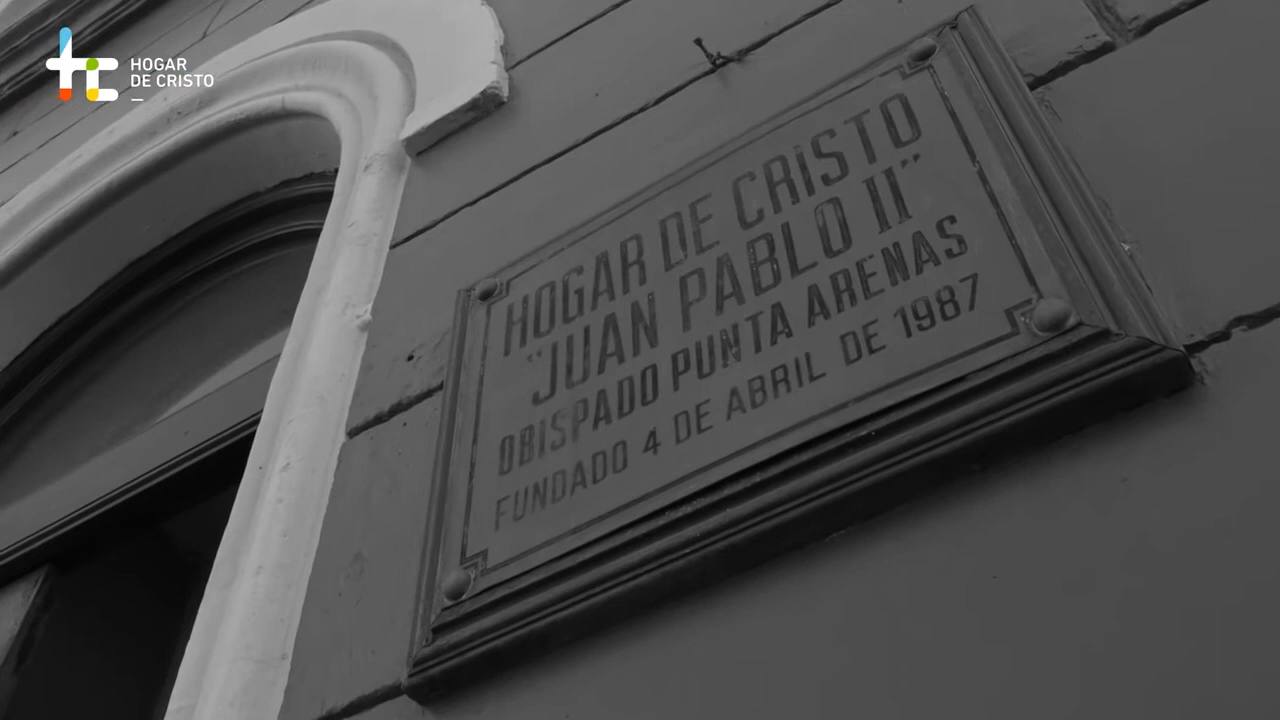 HOGAR
DE CRISTO
HOGAR DE CRISTO
"JUAN PABLO II"
OBISPADO PUNTA ARENAS
FUNDADO 4 DE ABRIL DE 1987